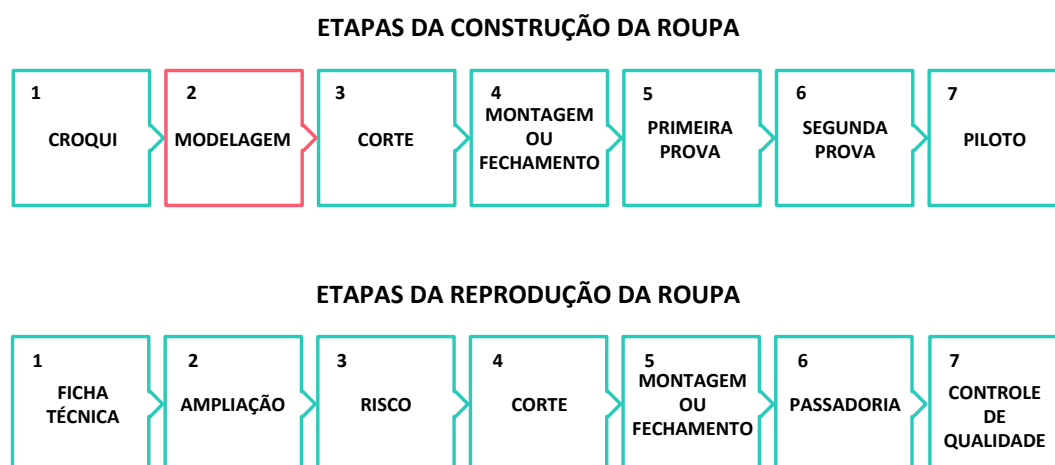 ETAPAS DA CONSTRUÇÃO DA ROUPA
1
CROQUI
2
MODELAGEM
3
CORTE
4
MONTAGEM
OU
FECHAMENTO
5
PRIMEIRA
PROVA
6
SEGUNDA
PROVA
7
PILOTO
ETAPAS DA REPRODUÇÃO DA ROUPA
1
FICHA
TÉCNICA
2
AMPLIAÇÃO
3
RISCO
4
CORTE
5
MONTAGEM
OU
FECHAMENTO
6
PASSADORIA
7
CONTROLE
DE
QUALIDADE